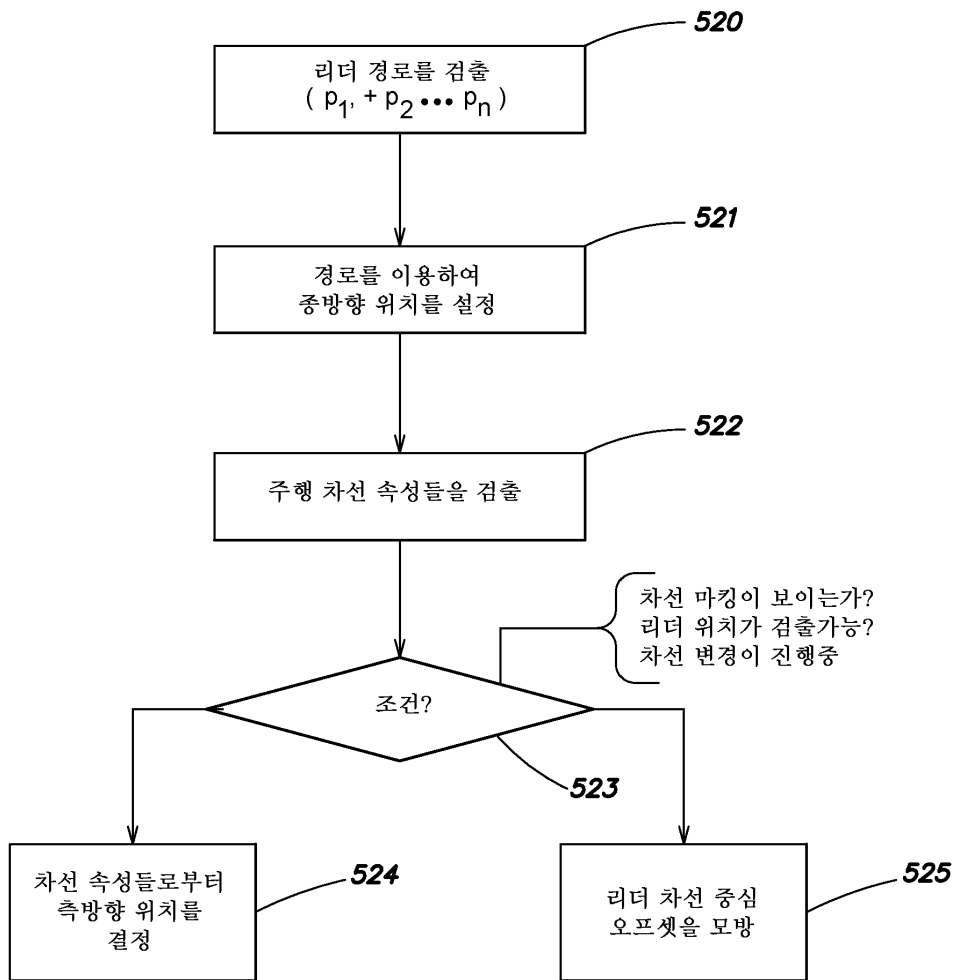 520
리더 경로를 검출
( p1, + p2 ••• pn )
521
경로를 이용하여
종방향 위치를 설정
522
주행 차선 속성들을 검출
차선 마킹이 보이는가?
리더 위치가 검출가능?
차선 변경이 진행중
조건?
523
차선 속성들로부터
측방향 위치를
결정
524
리더 차선 중심
오프셋을 모방
525